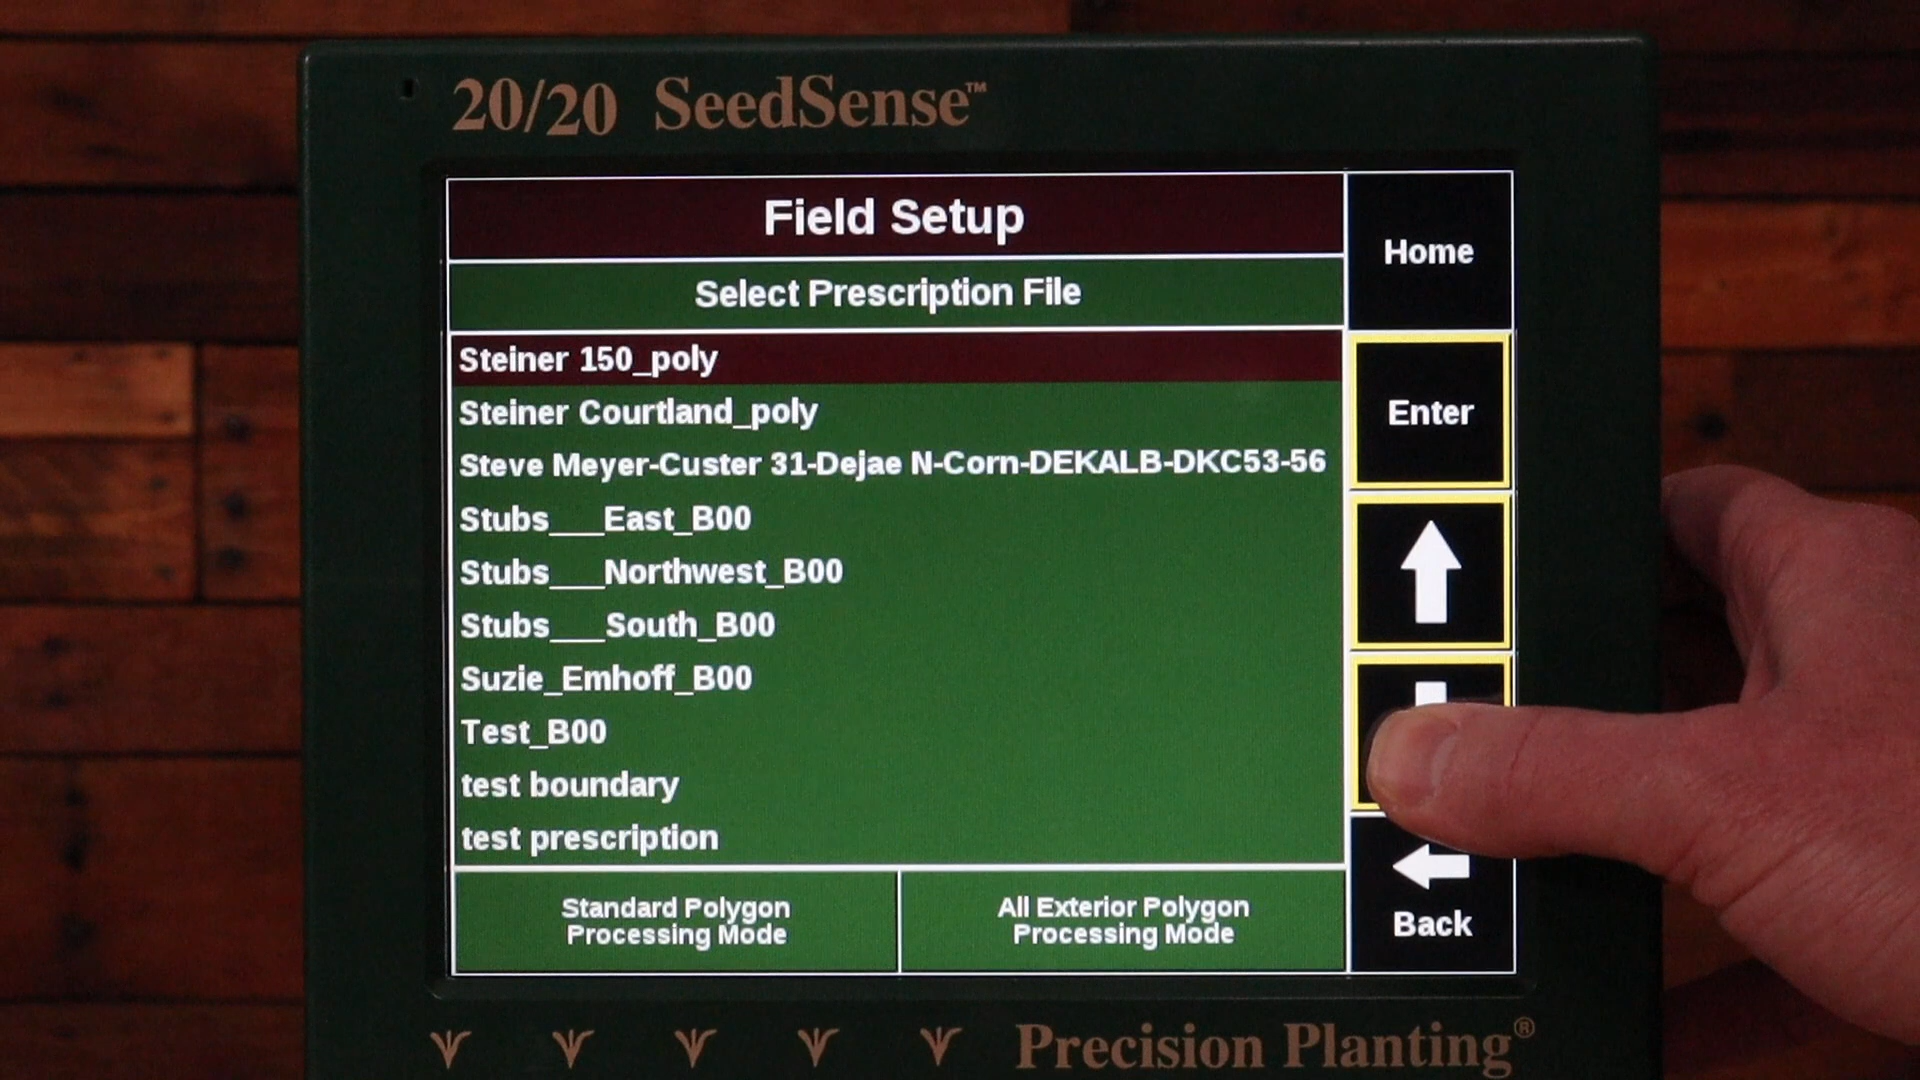 20/20 SeedSense™
Field Setup
Home
Select Prescription File
Steiner 150_poly
Enter
Steiner Courtland_poly
Steve Meyer-Custer 31-Dejae N-Corn-DEKALB-DKC53-56
Stubs___East_B00
Stubs___Northwest_B00
Stubs___South_B00
Suzie_Emhoff_B00
Test_B00
test boundary
test prescription
Standard Polygon
Processing Mode
All Exterior Polygon
Processing Mode
Back
Precision Planting®